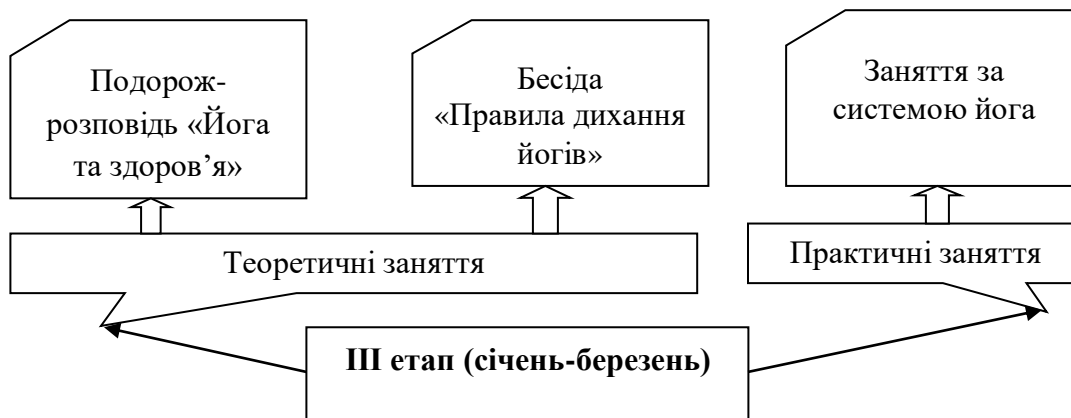 Подорож-
розповідь «Йога
та здоров’я»
Бесіда
«Правила дихання
йогів»
Заняття за
системою йога
Теоретичні заняття
Практичні заняття
ІІІ етап (січень-березень)